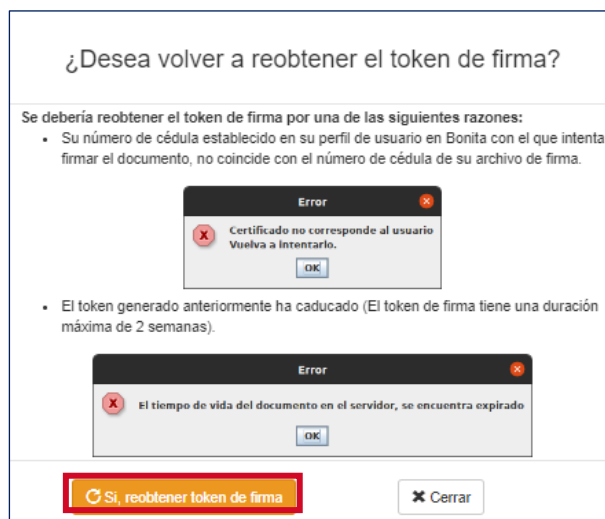 ¿Desea volver a reobtener el token de firma?
Se debería reobtener el token de firma por una de las siguientes razones:
• Su número de cédula establecido en su perfil de usuario en Bonita con el que intenta
firmar el documento, no coincide con el número de cédula de su archivo de firma.
Error
Certificado no corresponde al usuario
Vuelva a intentarlo.
OK
• El token generado anteriormente ha caducado (El token de firma tiene una duración
máxima de 2 semanas).
Error
El tiempo de vida del documento en el servidor, se encuentra expirado
OK
Si, reobtener token de firma
Cerrar